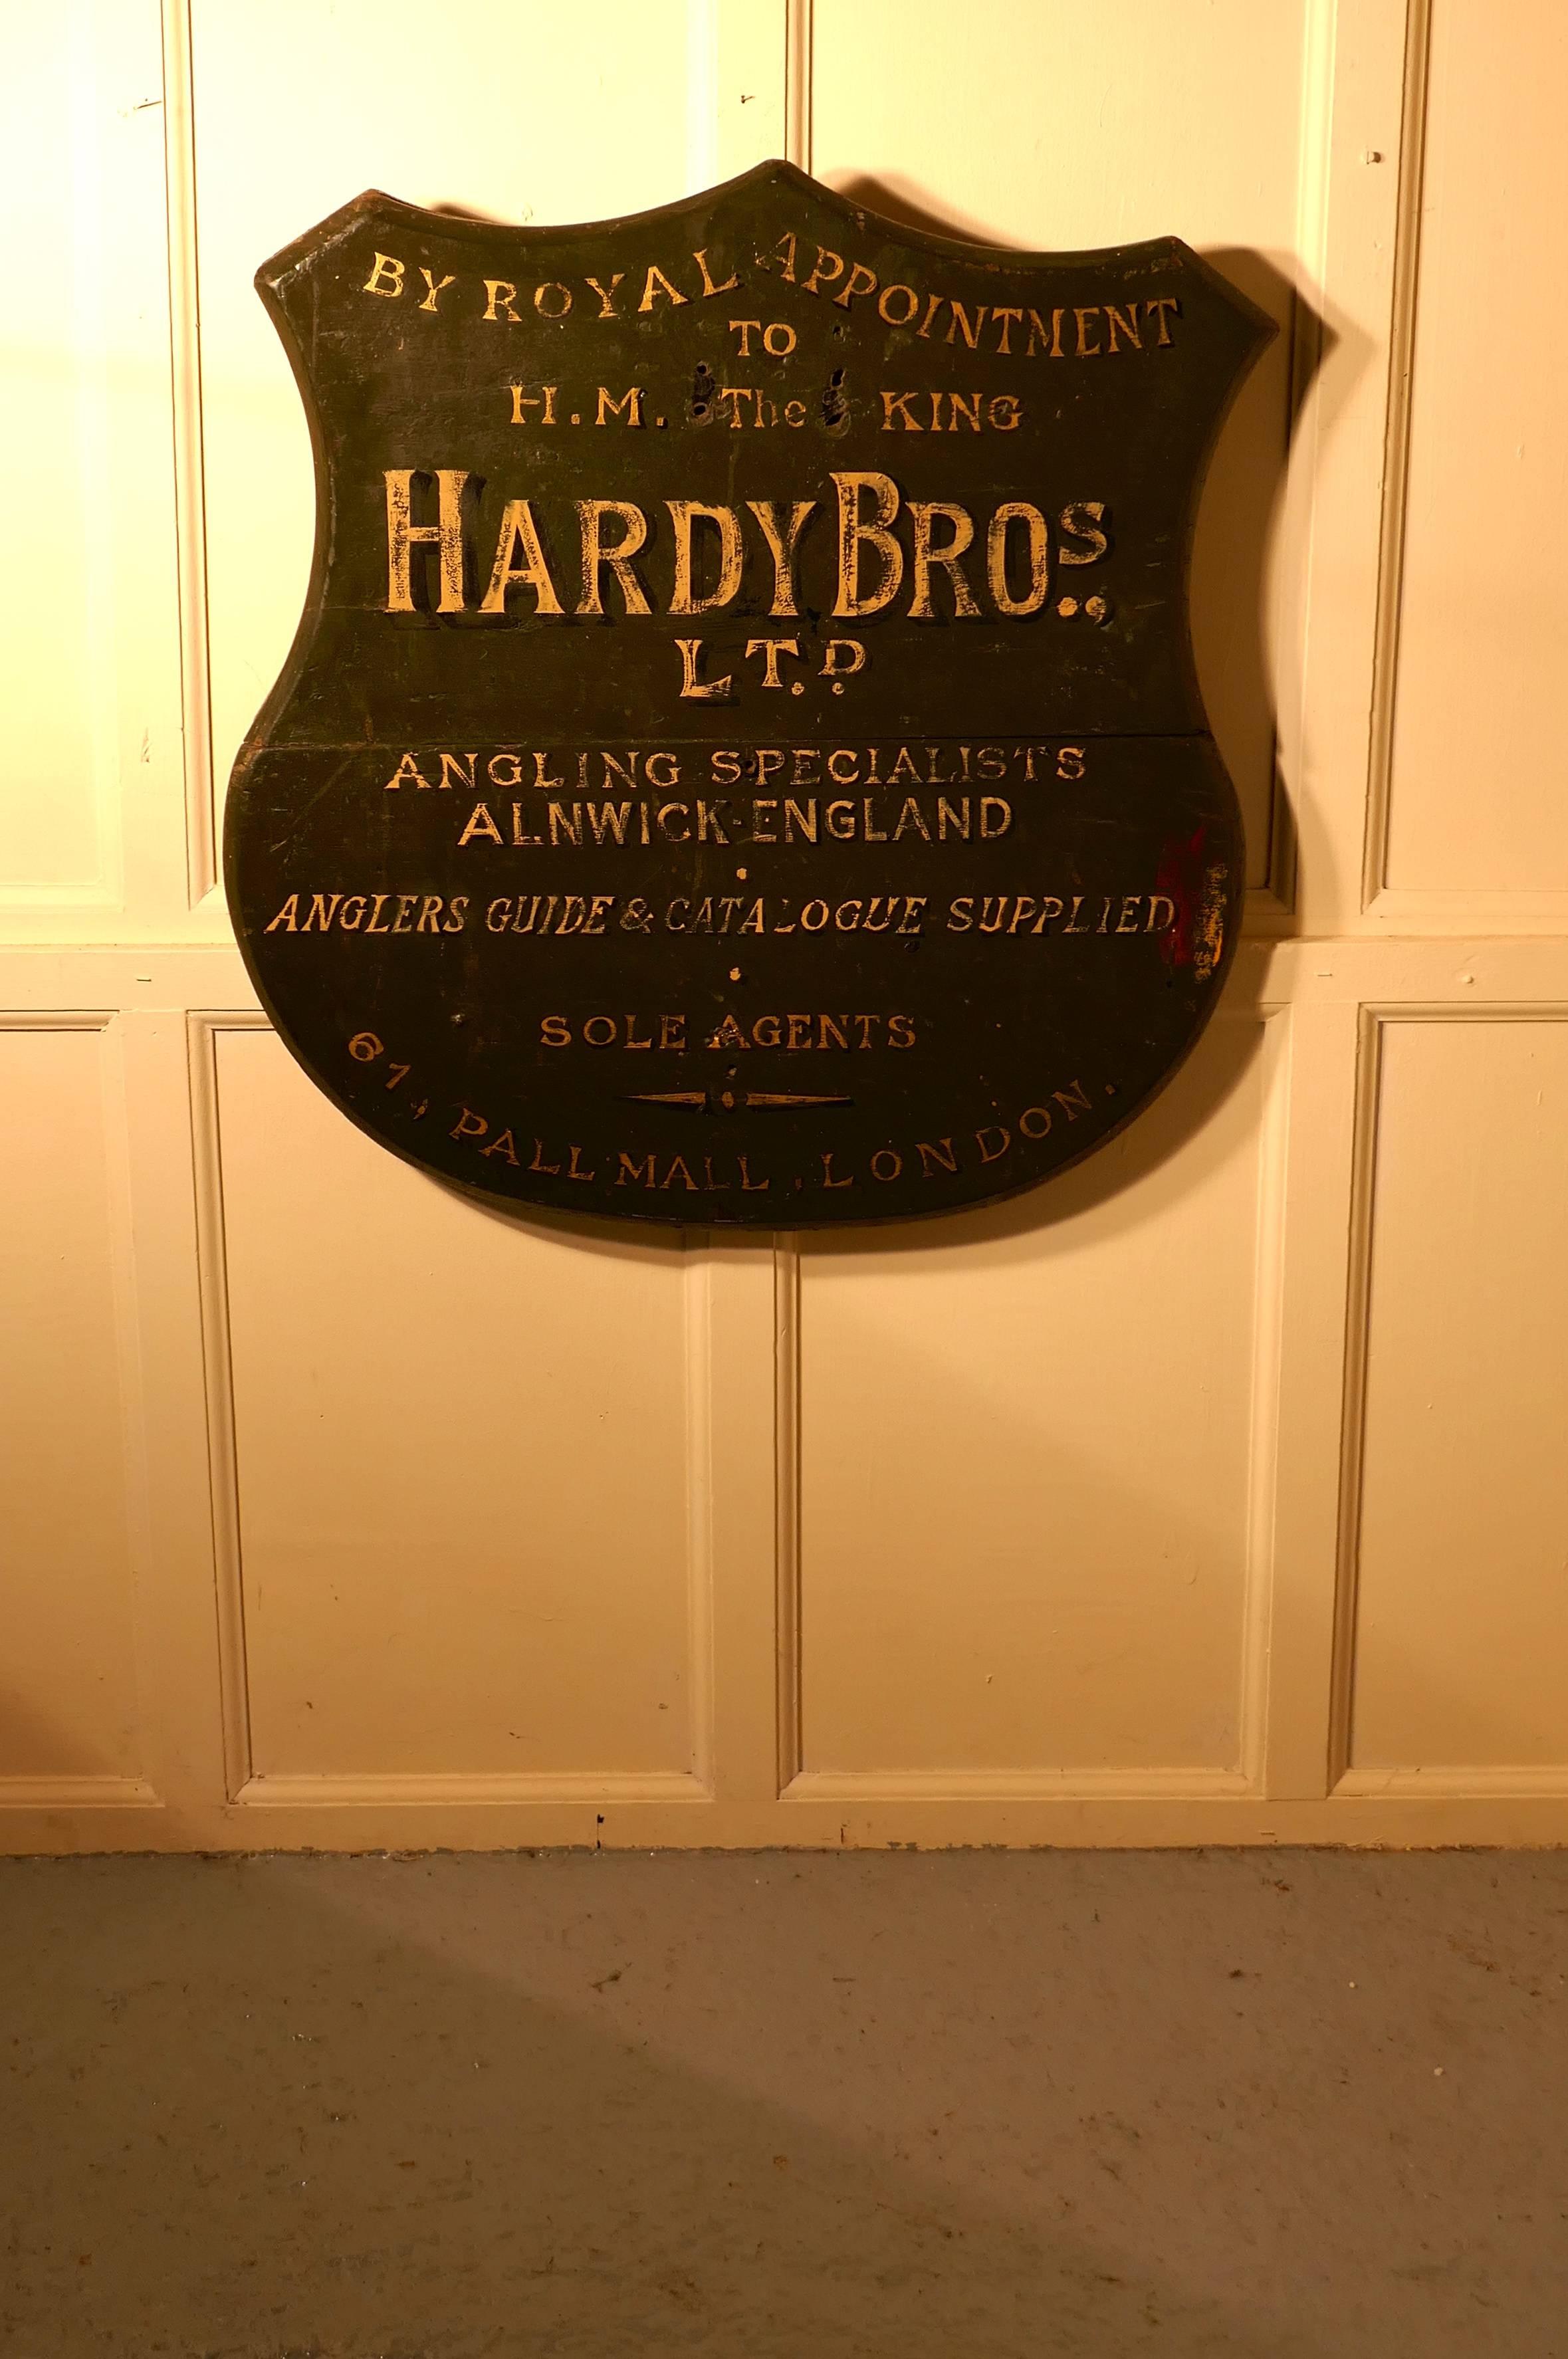 BY ROYAL APPOINTMENT
TO
H.M. The KING
HARDY BROS.,
LT.D.
ANGLING SPECIALISTS
ALNWICK-ENGLAND
ANGLERS GUIDE & CATALOGUE SUPPLIED.
SOLE AGENTS
61, PALL MALL, LONDON.